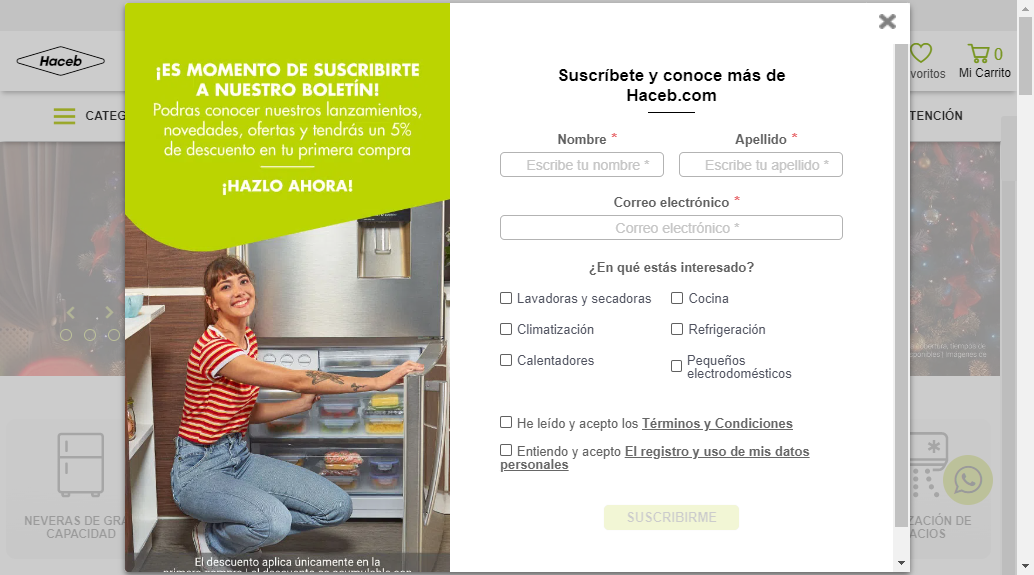 ¡ES MOMENTO DE SUSCRIBIRTE
A NUESTRO BOLETÍN!
Podras conocer nuestros lanzamientos,
novedades, ofertas y tendrás un 5%
de descuento en tu primera compra
¡HAZLO AHORA!
El descuento aplica únicamente en la
Suscríbete y conoce más de
Haceb.com
Nombre * Apellido *
Escribe tu nombre * Escribe tu apellido *
Correo electrónico *
Correo electrónico *
¿En qué estás interesado?
Lavadoras y secadoras Cocina
Climatización Refrigeración
Calentadores Pequeños
electrodomésticos
He leído y acepto los Términos y Condiciones
Entiendo y acepto El registro y uso de mis datos
personales
SUSCRIBIRME
Haceb
voritos
0
Mi Carrito
CATEG
TENCIÓN
NEVERAS DE GRA
CAPACIDAD
ZACIÓN DE
ACIOS